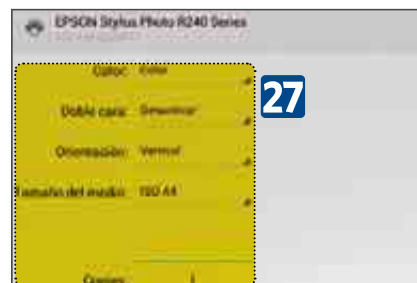 EPSON Stylus Photo R240 Series
Color: Color
27
Doble cara: Desactivar
Orientación: Vertical
Tamaño del medio: ISO A4
Copias: 1